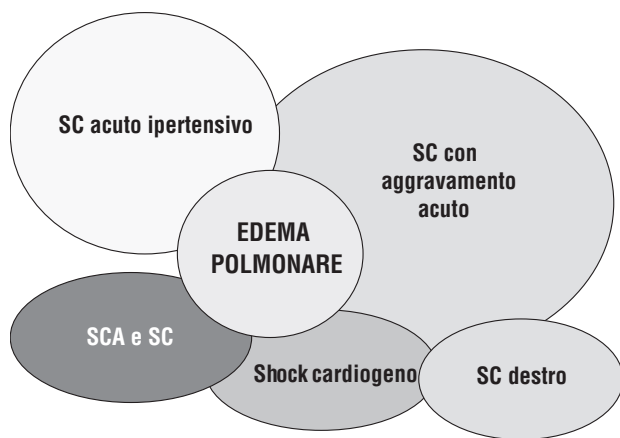 SC acuto ipertensivo
SC con
aggravamento
acuto
EDEMA
POLMONARE
SCA e SC
Shock cardiogeno
SC destro